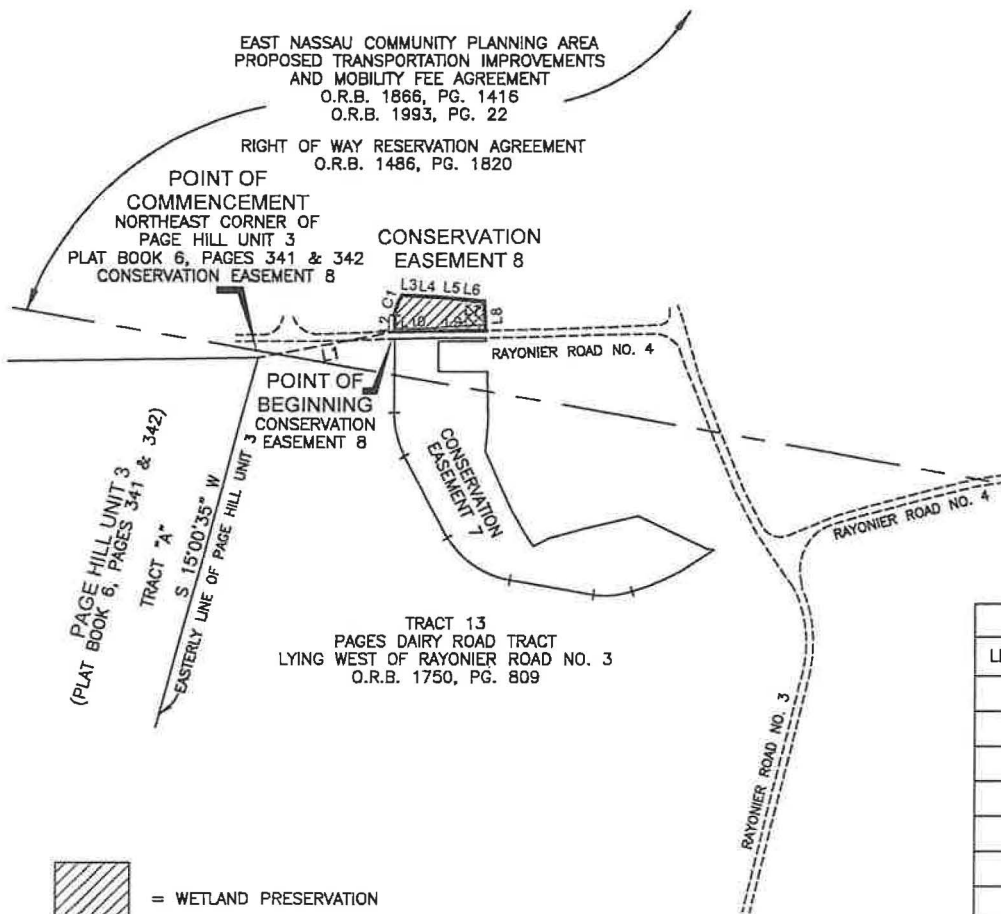 EAST NASSAU COMMUNITY PLANNING AREA
PROPOSED TRANSPORTATION IMPROVEMENTS
AND MOBILITY FEE AGREEMENT
O.R.B. 1866, PG. 1416
O.R.B. 1993, PG. 22
RIGHT OF WAY RESERVATION AGREEMENT
O.R.B. 1486, PG. 1820
POINT OF
COMMENCEMENT
NORTHEAST CORNER OF
PAGE HILL UNIT 3
PLAT BOOK 6, PAGES 341 & 342
CONSERVATION EASEMENT 8
CONSERVATION
EASEMENT 8
C1
L3
L4
L5
L6
L8
L10
L9
L1
RAYONIER ROAD NO. 4
POINT OF
BEGINNING
CONSERVATION
EASEMENT 8
CONSERVATION
EASEMENT 7
PAGE HILL UNIT 3
(PLAT BOOK 6, PAGES 341 & 342)
TRACT "A"
S 15'00'35" W
EASTERLY LINE OF PAGE HILL UNIT 3
RAYONIER ROAD NO. 4
TRACT 13
PAGES DAIRY ROAD TRACT
LYING WEST OF RAYONIER ROAD NO. 3
O.R.B. 1750, PG. 809
RAYONIER ROAD NO. 3
= WETLAND PRESERVATION